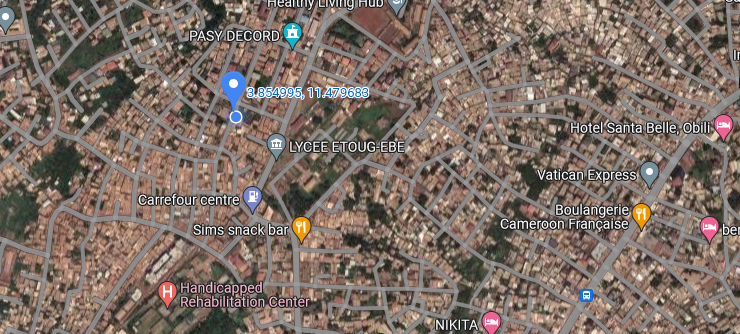 Healthy Living Hub
PASY DECORD
3.854995, 11.479683
LYCEE ETOUG-EBE
Hotel Santa Belle, Obili
Vatican Express
Carrefour centre
Boulangerie
Cameroon Française
Sims snack bar
Handicapped
Rehabilitation Center
NIKITA
H